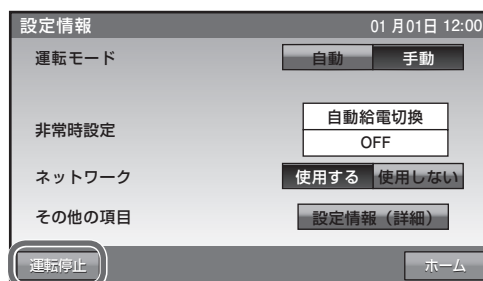 設定情報 01月01日 12:00
運転モード 自動 手動
自動給電切換
非常時設定
OFF
ネットワーク 使用する 使用しない
その他の項目 設定情報（詳細）
運転停止 ホーム